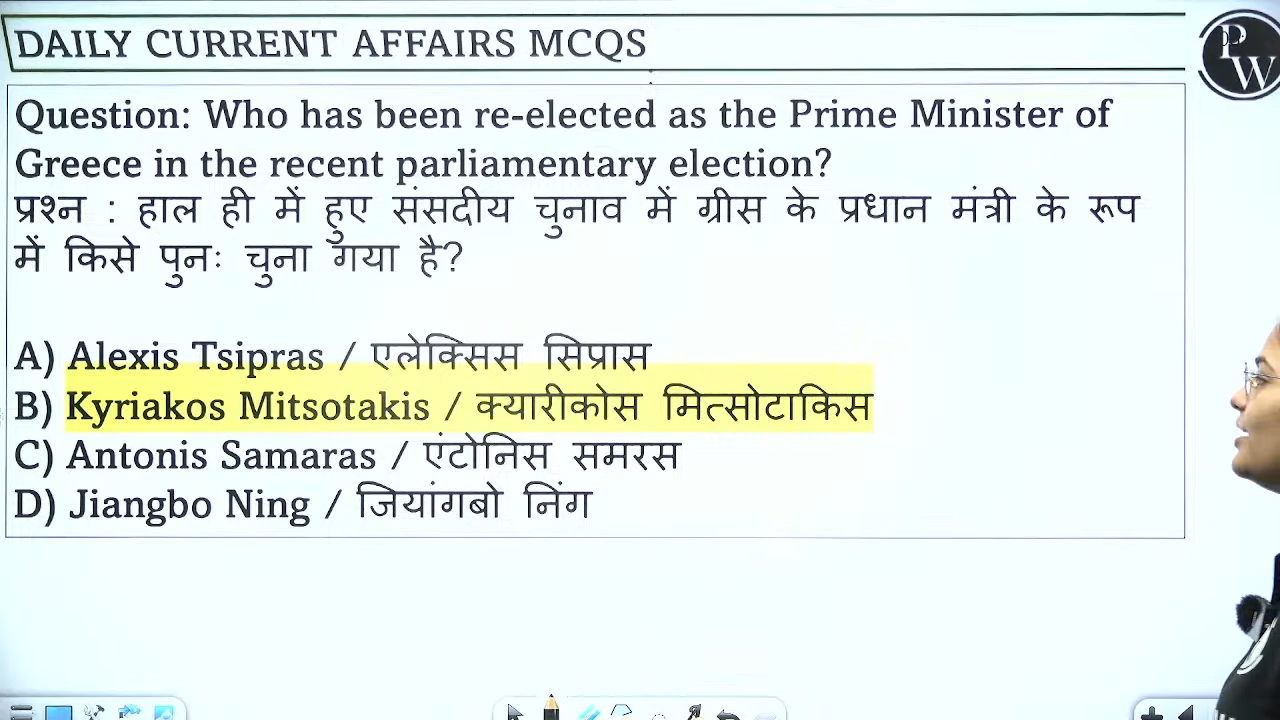 DAILY CURRENT AFFAIRS MCQS
PW
Question: Who has been re-elected as the Prime Minister of
Greece in the recent parliamentary election?
प्रश्न : हाल ही में हुए संसदीय चुनाव में ग्रीस के प्रधान मंत्री के रूप
में किसे पुनः चुना गया है?
A) Alexis Tsipras / एलेक्सिस सिप्रास
B) Kyriakos Mitsotakis / क्यारीकोस मित्सोटाकिस
C) Antonis Samaras / एंटोनिस समरस
D) Jiangbo Ning / जियांगबो निंग